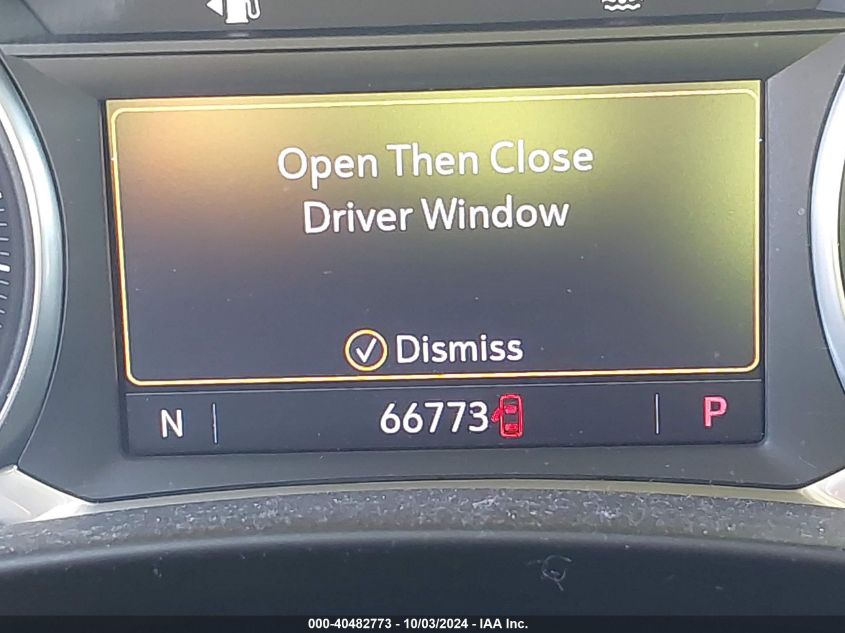 Open Then Close
Driver Window
Dismiss
N 66773 P
000-40482773 - 10/03/2024 - IAA Inc.